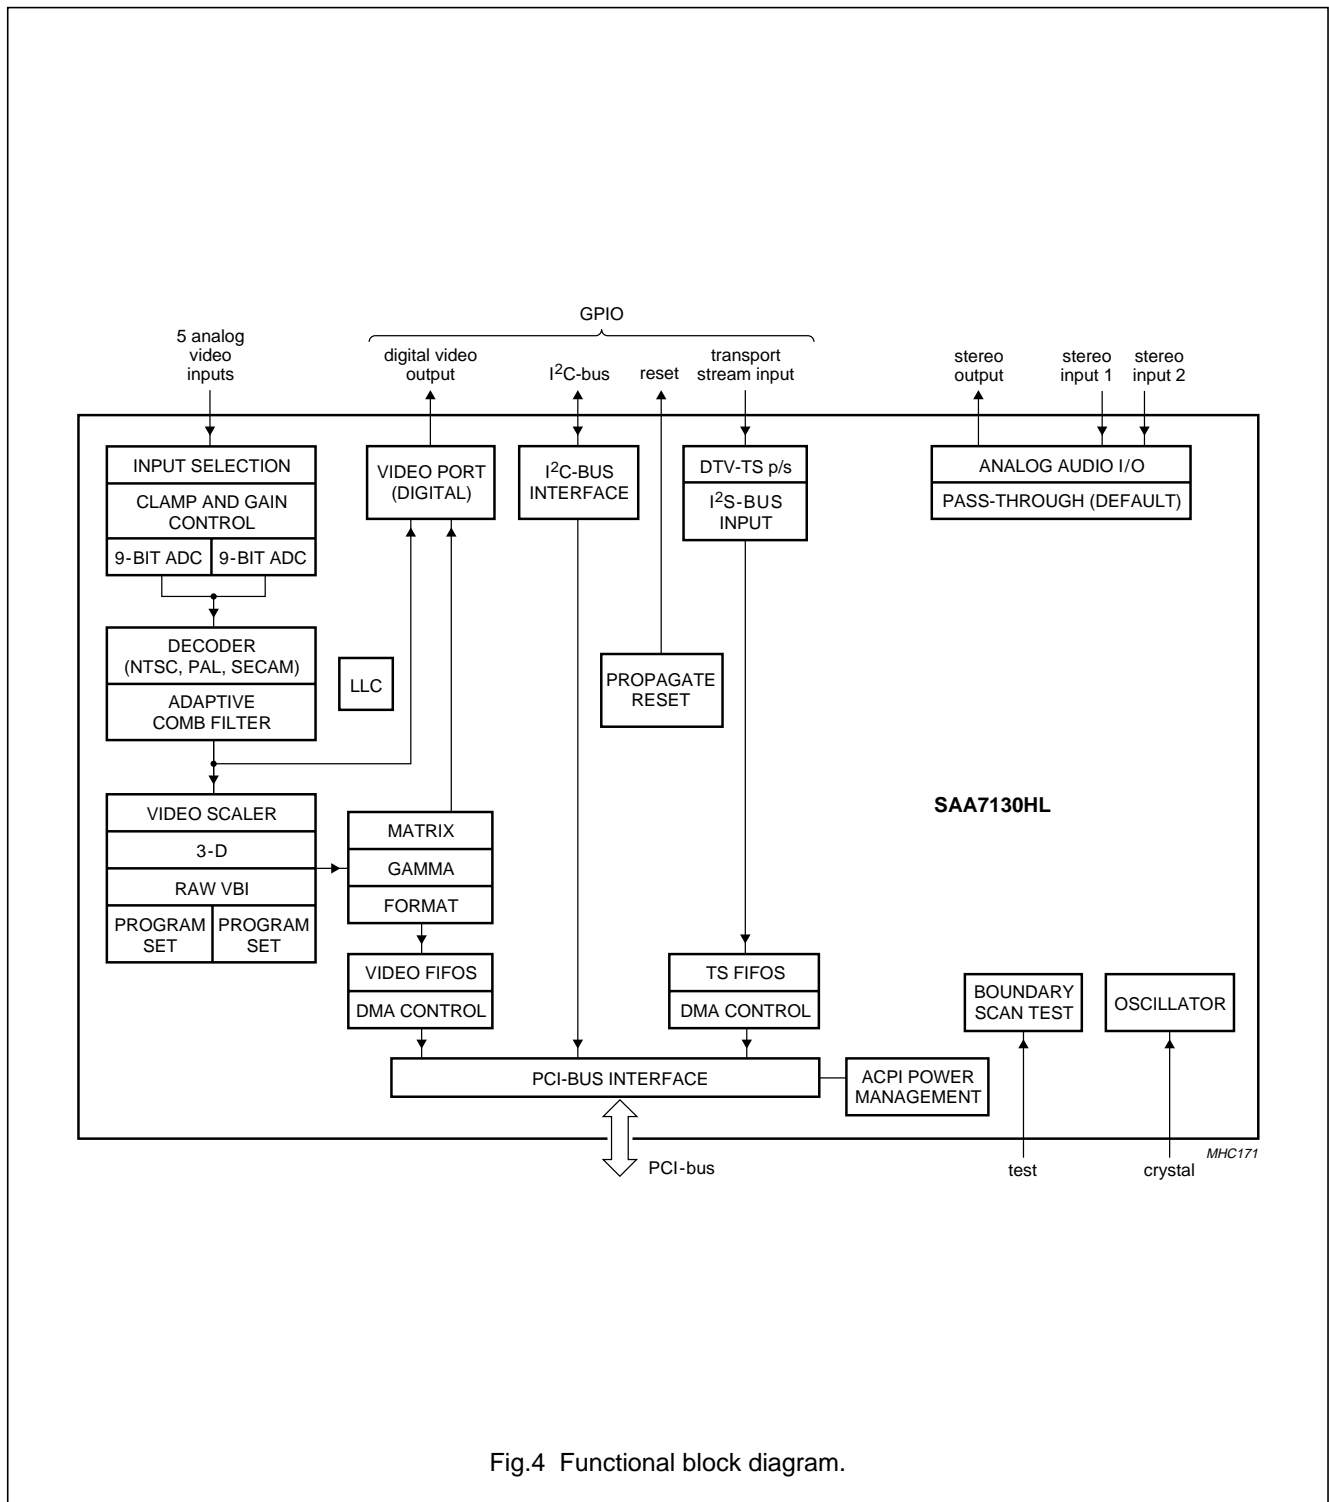 GPIO
5 analog
video
inputs
digital video
output
I²C-bus
reset
transport
stream input
stereo
output
stereo
input 1
stereo
input 2
INPUT SELECTION
CLAMP AND GAIN
CONTROL
9-BIT ADC
9-BIT ADC
VIDEO PORT
(DIGITAL)
I²C-BUS
INTERFACE
DTV-TS p/s
I²S-BUS
INPUT
ANALOG AUDIO I/O
PASS-THROUGH (DEFAULT)
DECODER
(NTSC, PAL, SECAM)
ADAPTIVE
COMB FILTER
LLC
PROPAGATE
RESET
VIDEO SCALER
3-D
RAW VBI
PROGRAM
SET
PROGRAM
SET
MATRIX
GAMMA
FORMAT
SAA7130HL
VIDEO FIFOS
DMA CONTROL
TS FIFOS
DMA CONTROL
BOUNDARY
SCAN TEST
OSCILLATOR
PCI-BUS INTERFACE
ACPI POWER
MANAGEMENT
PCI-bus
test
crystal
MHC171
Fig.4 Functional block diagram.